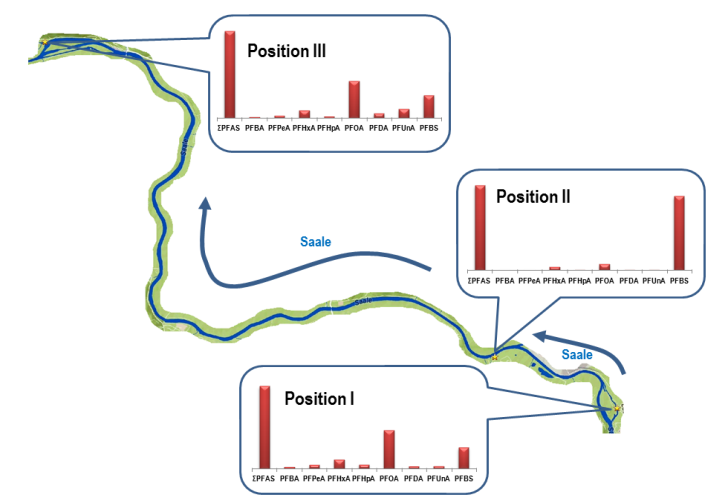 Position III
ΣPFAS PFBA PFPeA PFHxA PFHpA PFOA PFDA PFUnA PFBS
Position II
ΣPFAS PFBA PFPeA PFHxA PFHpA PFOA PFDA PFUnA PFBS
Saale
Saale
Position I
ΣPFAS PFBA PFPeA PFHxA PFHpA PFOA PFDA PFUnA PFBS